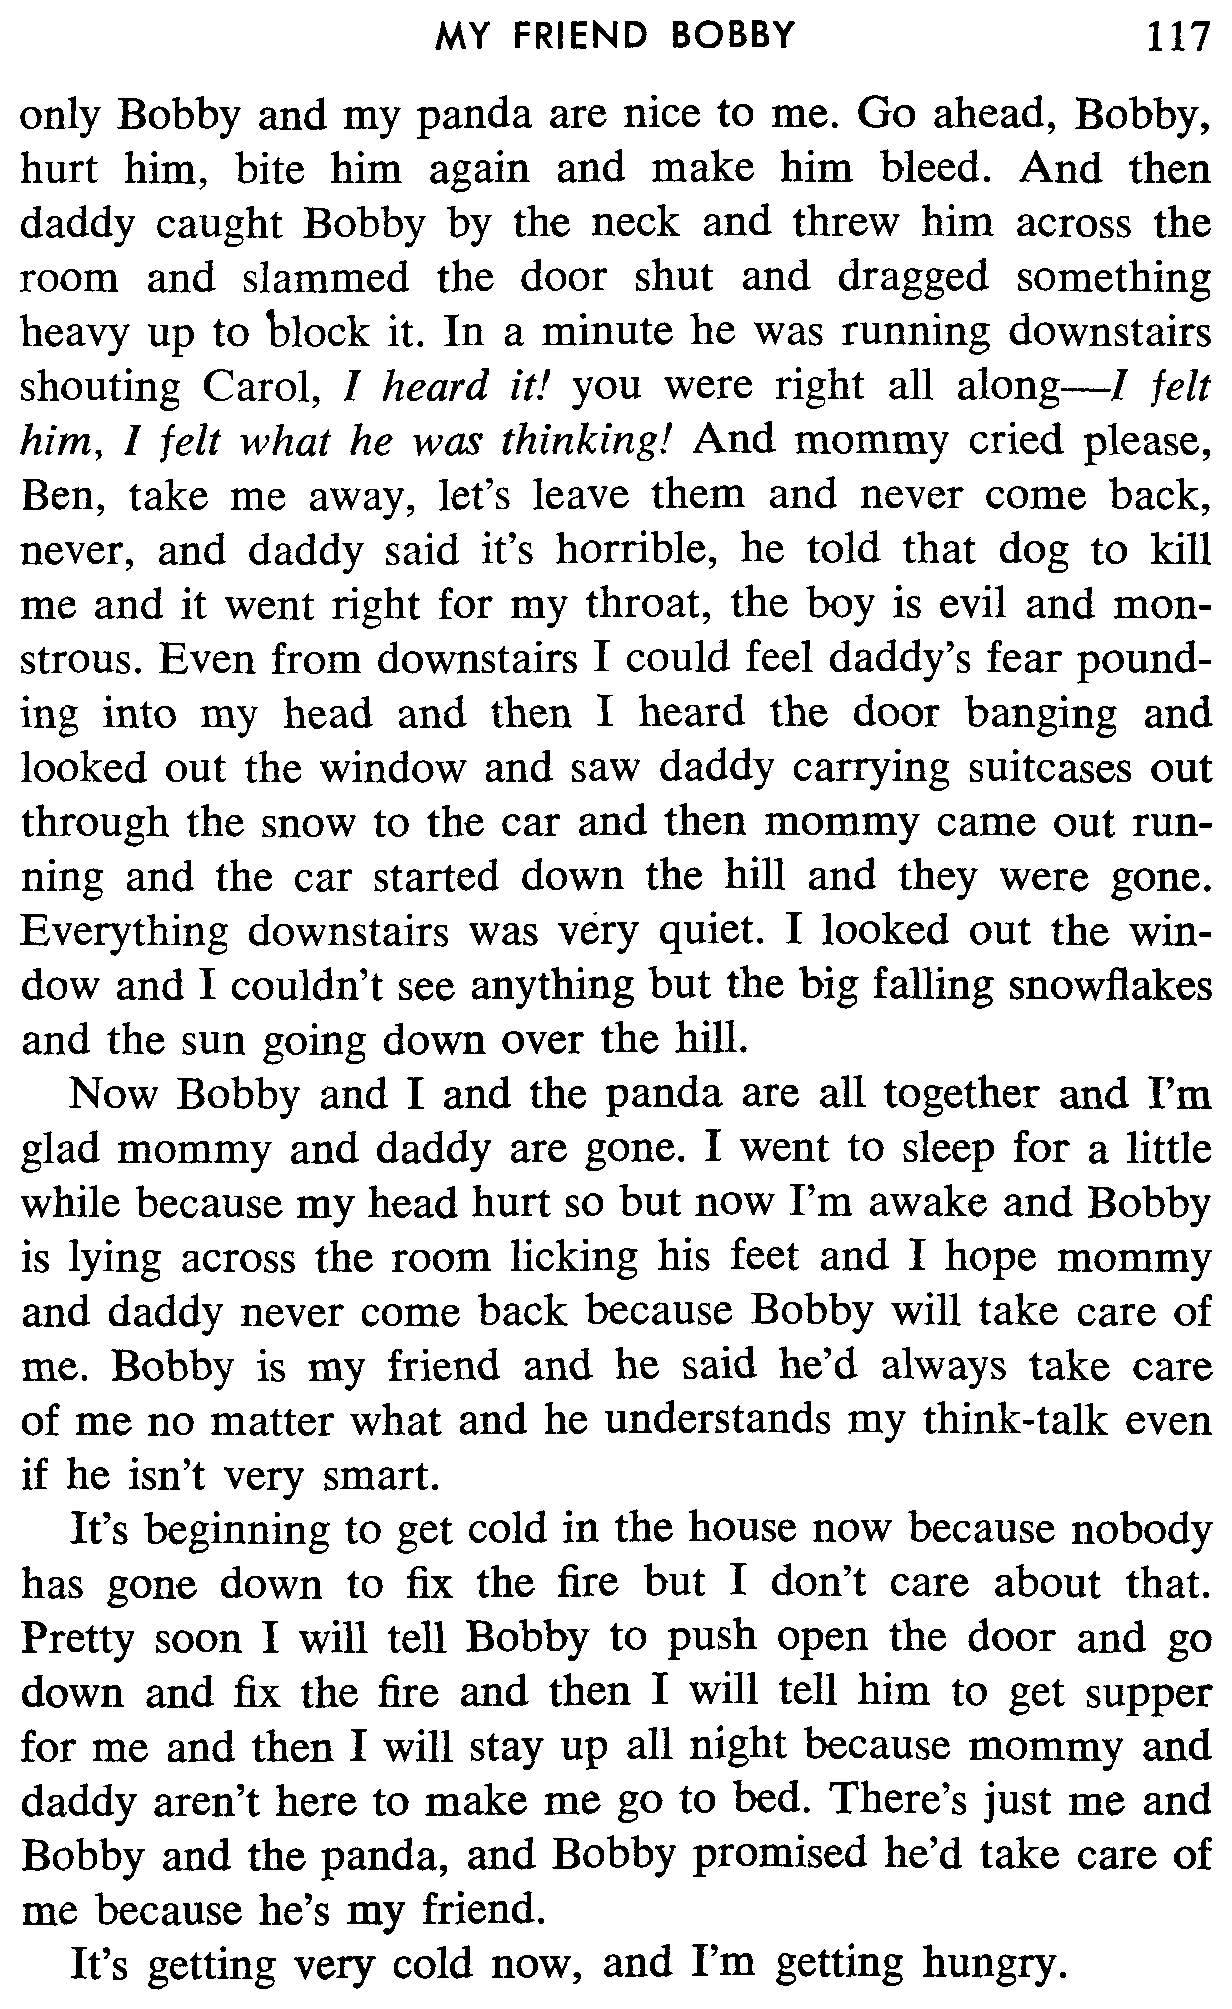 MY FRIEND BOBBY 117
only Bobby and my panda are nice to me. Go ahead, Bobby,
hurt him, bite him again and make him bleed. And then
daddy caught Bobby by the neck and threw him across the
room and slammed the door shut and dragged something
heavy up to block it. In a minute he was running downstairs
shouting Carol, I heard it! you were right all along—I felt
him, I felt what he was thinking! And mommy cried please,
Ben, take me away, let's leave them and never come back,
never, and daddy said it's horrible, he told that dog to kill
me and it went right for my throat, the boy is evil and mon-
strous. Even from downstairs I could feel daddy's fear pound-
ing into my head and then I heard the door banging and
looked out the window and saw daddy carrying suitcases out
through the snow to the car and then mommy came out run-
ning and the car started down the hill and they were gone.
Everything downstairs was very quiet. I looked out the win-
dow and I couldn't see anything but the big falling snowflakes
and the sun going down over the hill.
Now Bobby and I and the panda are all together and I'm
glad mommy and daddy are gone. I went to sleep for a little
while because my head hurt so but now I'm awake and Bobby
is lying across the room licking his feet and I hope mommy
and daddy never come back because Bobby will take care of
me. Bobby is my friend and he said he'd always take care
of me no matter what and he understands my think-talk even
if he isn't very smart.
It's beginning to get cold in the house now because nobody
has gone down to fix the fire but I don't care about that.
Pretty soon I will tell Bobby to push open the door and go
down and fix the fire and then I will tell him to get supper
for me and then I will stay up all night because mommy and
daddy aren't here to make me go to bed. There's just me and
Bobby and the panda, and Bobby promised he'd take care of
me because he's my friend.
It's getting very cold now, and I'm getting hungry.